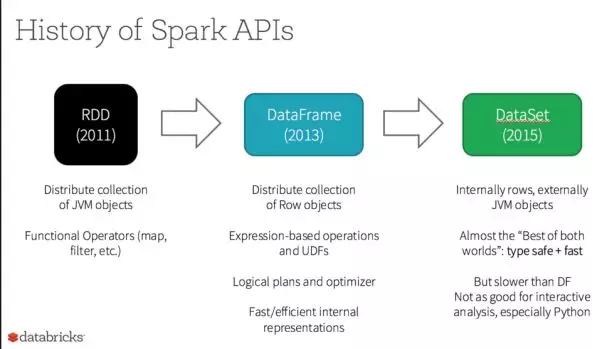 History of Spark APIs
RDD
(2011)
DataFrame
(2013)
DataSet
(2015)
Distribute collection
of JVM objects
Functional Operators (map,
filter, etc.)
Distribute collection
of Row objects
Expression-based operations
and UDFs
Logical plans and optimizer
Fast/efficient internal
representations
Internally rows, externally
JVM objects
Almost the “Best of both
worlds”: type safe + fast
But slower than DF
Not as good for interactive
analysis, especially Python
databricks